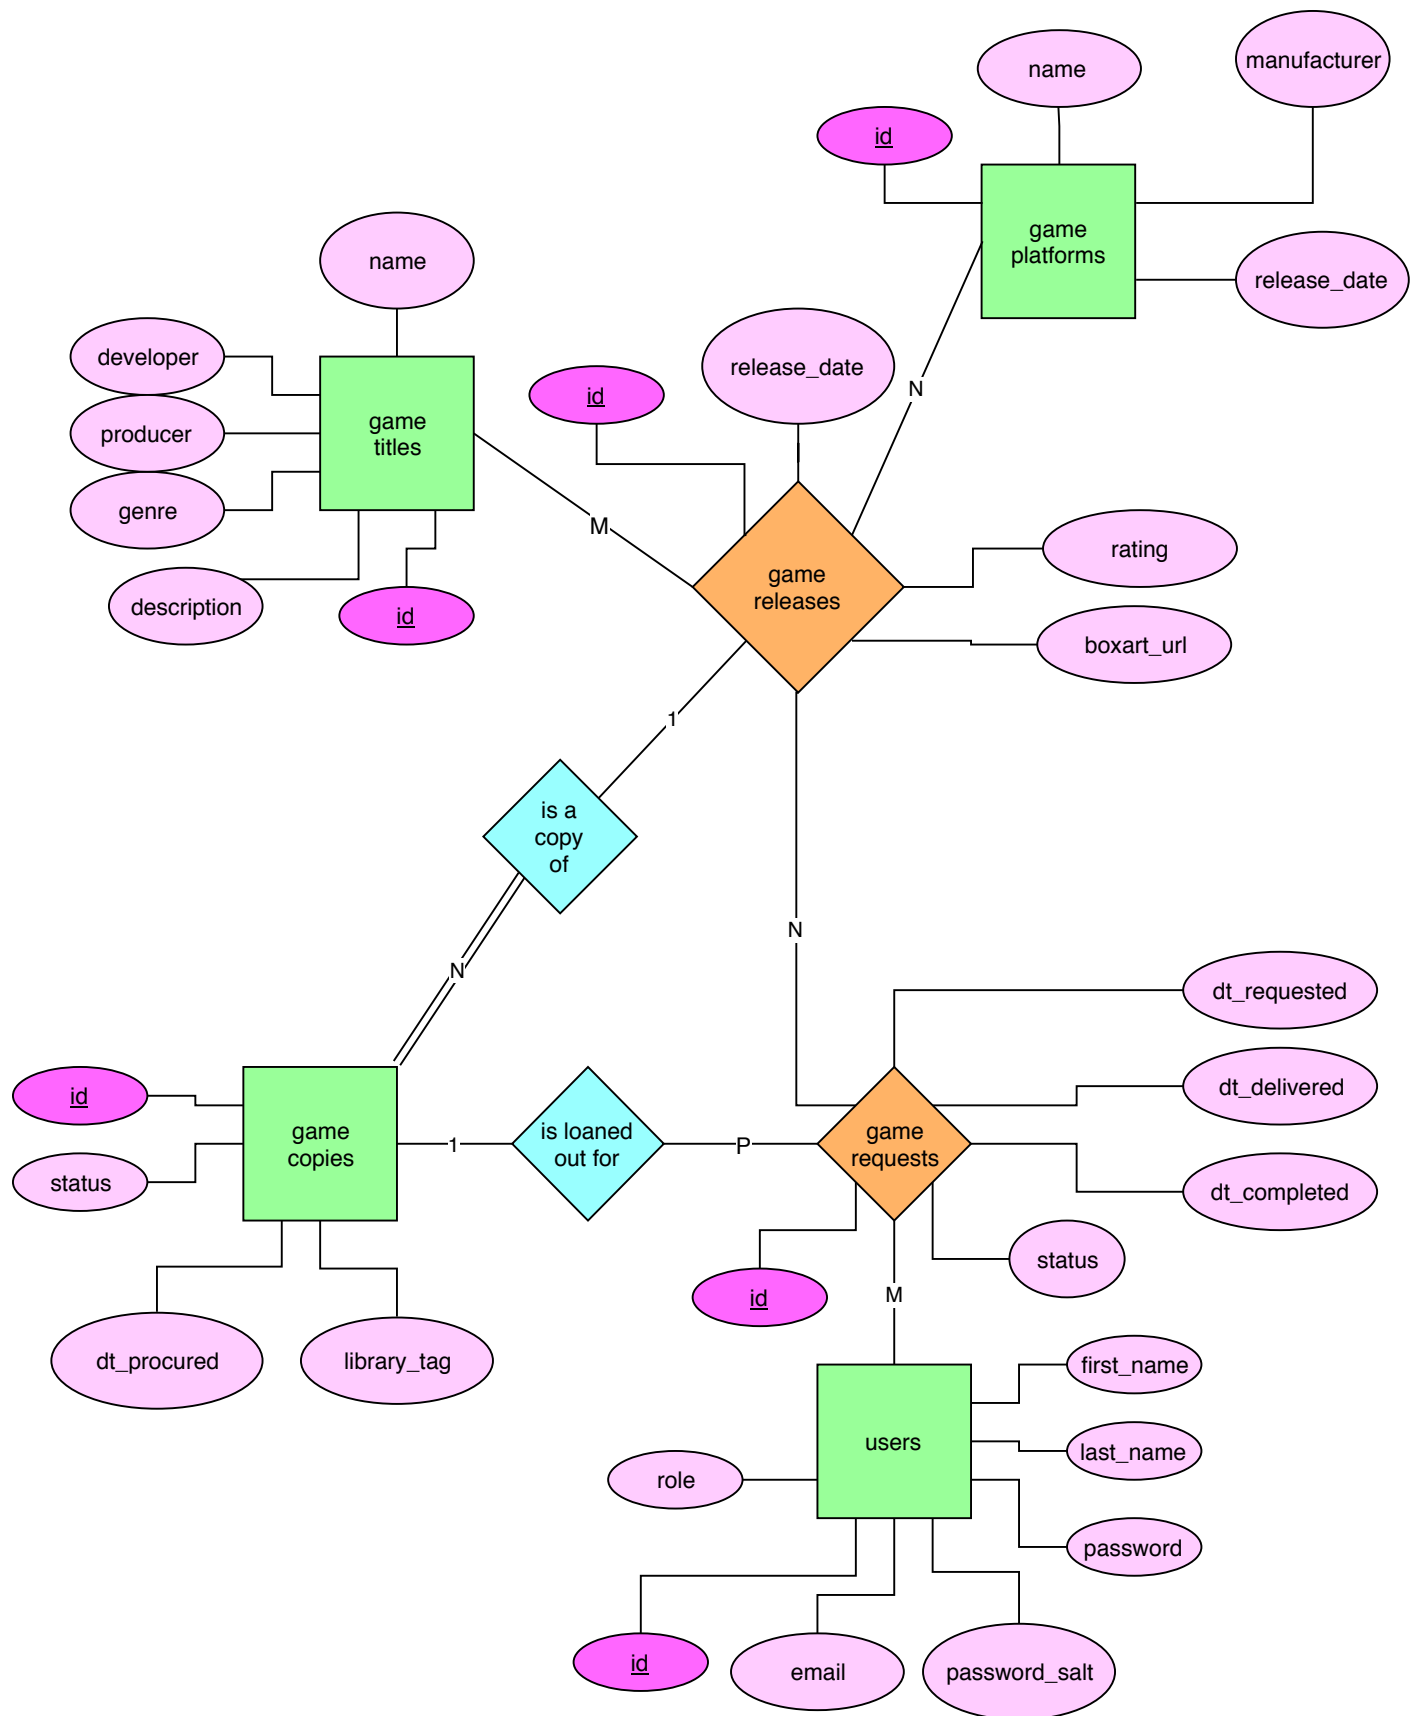 manufacturer
name
id
game
platforms
release_date
name
developer
producer
genre
description
id
game
titles
id
release_date
N
M
game
releases
rating
boxart_url
1
is a
copy
of
N
N
dt_requested
dt_delivered
dt_completed
id
status
game
copies
1
is loaned
out for
P
game
requests
status
id
M
dt_procured
library_tag
first_name
last_name
users
role
password
id
email
password_salt